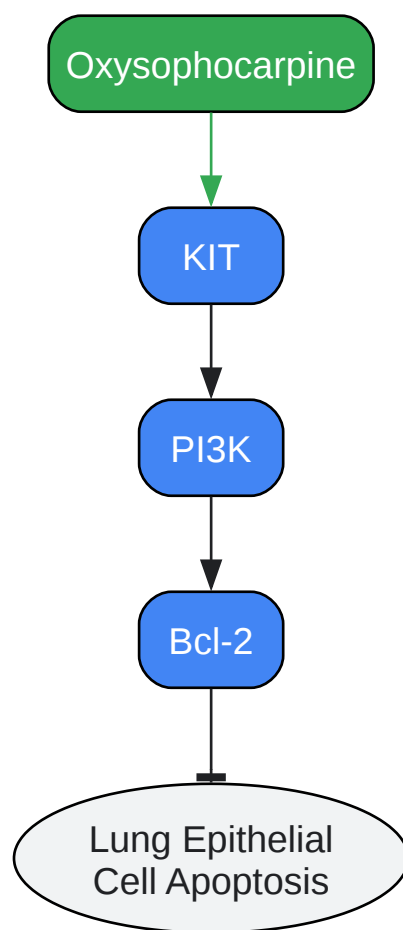 Oxysophocarpine
KIT
PI3K
Bcl-2
Lung Epithelial
Cell Apoptosis